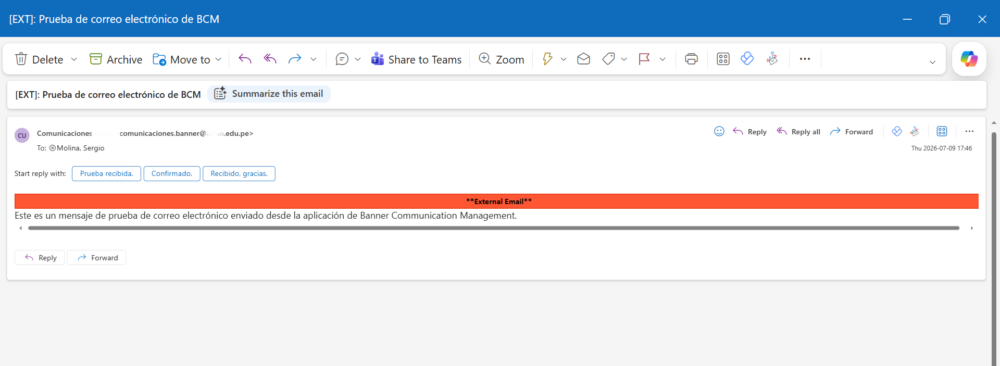 [EXT]: Prueba de correo electrónico de BCM
Delete Archive Move to Share to Teams Zoom
[EXT]: Prueba de correo electrónico de BCM Summarize this email
CU Comunicaciones comunicaciones.banner@ .edu.pe> Reply Reply all Forward
To: Molina, Sergio Thu 2026-07-09 17:46
Start reply with: Prueba recibida. Confirmado. Recibido, gracias.
**External Email**
Este es un mensaje de prueba de correo electrónico enviado desde la aplicación de Banner Communication Management.
Reply Forward